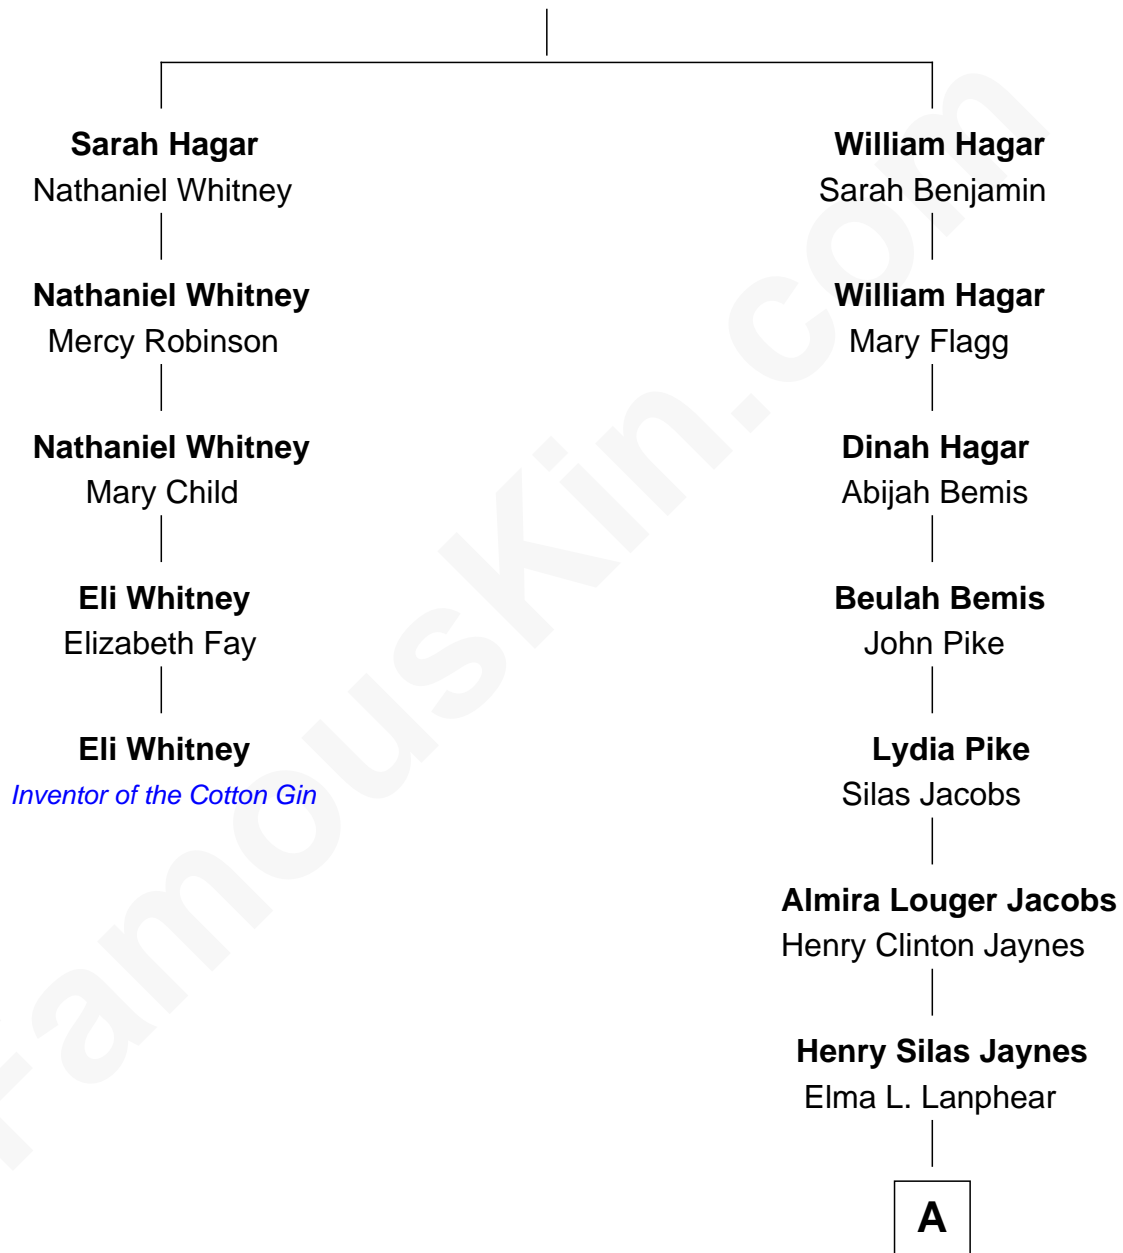 Sarah Hagar
Nathaniel Whitney
Nathaniel Whitney
Mercy Robinson
Nathaniel Whitney
Mary Child
Eli Whitney
Elizabeth Fay
Eli Whitney
Inventor of the Cotton Gin
William Hagar
Sarah Benjamin
William Hagar
Mary Flagg
Dinah Hagar
Abijah Bemis
Beulah Bemis
John Pike
Lydia Pike
Silas Jacobs
Almira Louger Jacobs
Henry Clinton Jaynes
Henry Silas Jaynes
Elma L. Lanphear
A
FamousKin.com